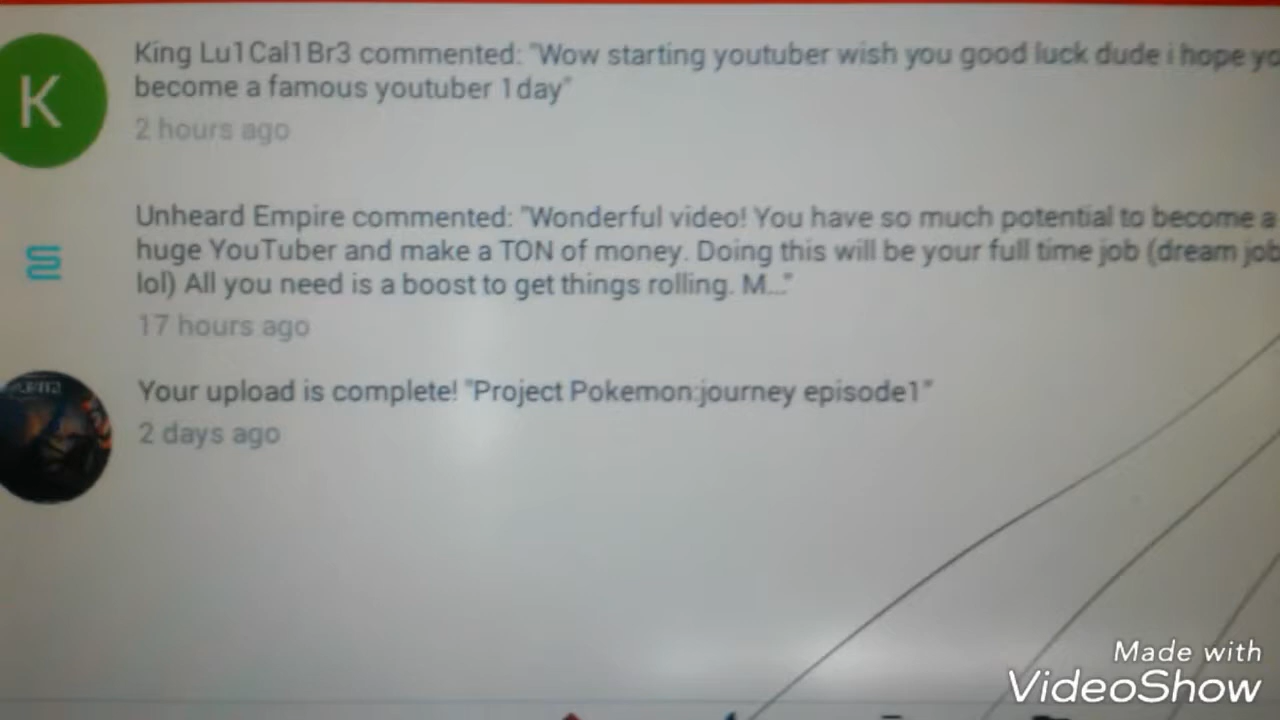 King Lu1Cal1Br3 commented: "Wow starting youtuber wish you good luck dude i hope yo
K
become a famous youtuber 1day"
2 hours ago
Unheard Empire commented: "Wonderful video! You have so much potential to become a
huge YouTuber and make a TON of money. Doing this will be your full time job (dream job
lol) All you need is a boost to get things rolling. M..."
17 hours ago
Your upload is complete! "Project Pokemon:journey episode1"
2 days ago
Made with
VideoShow